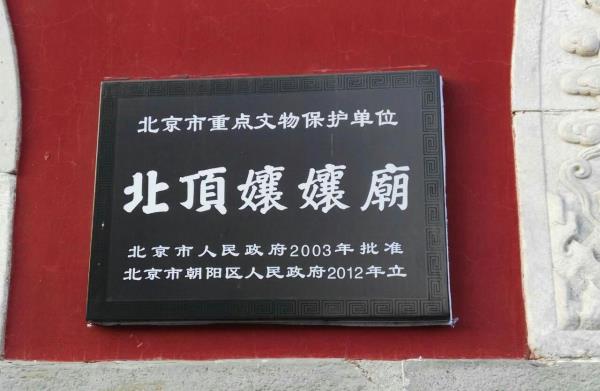 北京市重点文物保护单位
北頂孃孃廟
北京市人民政府2003年批准
北京市朝阳区人民政府2012年立